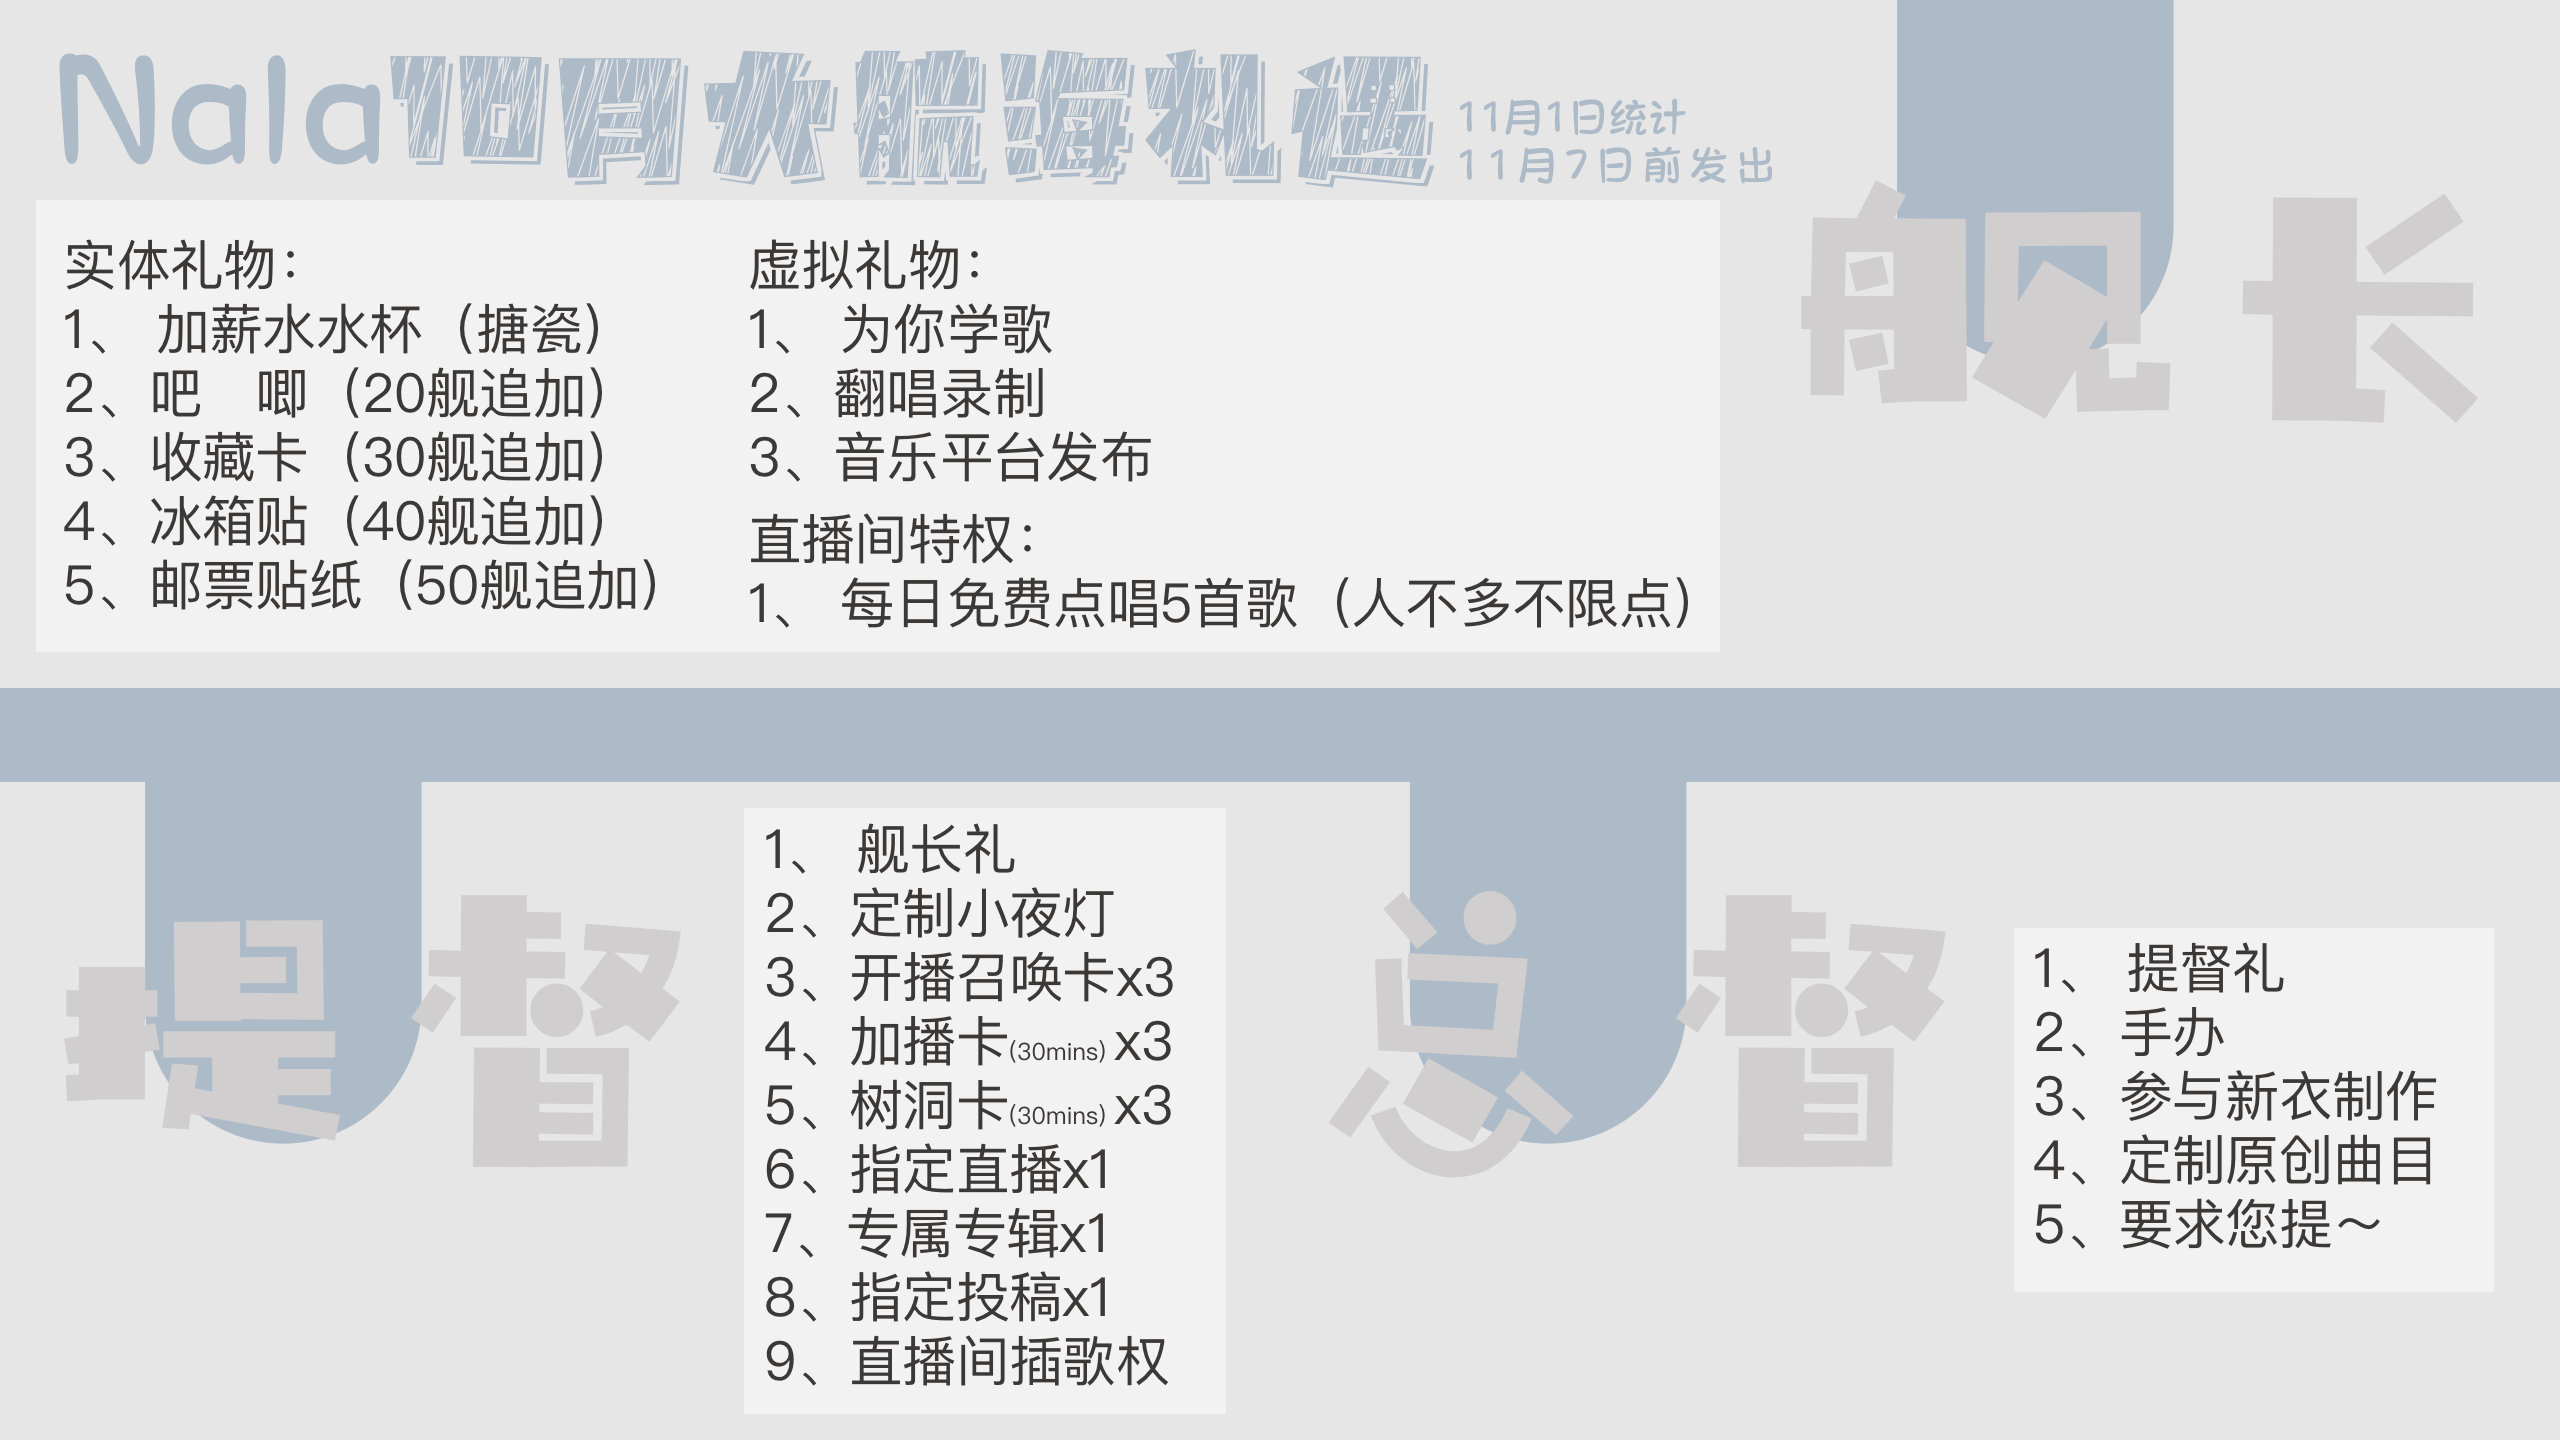 Nala10月大航海礼遇
11月1日统计
11月7日前发出
舰长
实体礼物：
1、 加薪水水杯（搪瓷）
2、吧　唧（20舰追加）
3、收藏卡（30舰追加）
4、冰箱贴（40舰追加）
5、邮票贴纸（50舰追加）
虚拟礼物：
1、 为你学歌
2、翻唱录制
3、音乐平台发布
直播间特权：
1、 每日免费点唱5首歌（人不多不限点）
提督
1、 舰长礼
2、定制小夜灯
3、开播召唤卡x3
4、加播卡(30mins) x3
5、树洞卡(30mins) x3
6、指定直播x1
7、专属专辑x1
8、指定投稿x1
9、直播间插歌权
总督
1、 提督礼
2、手办
3、参与新衣制作
4、定制原创曲目
5、要求您提～